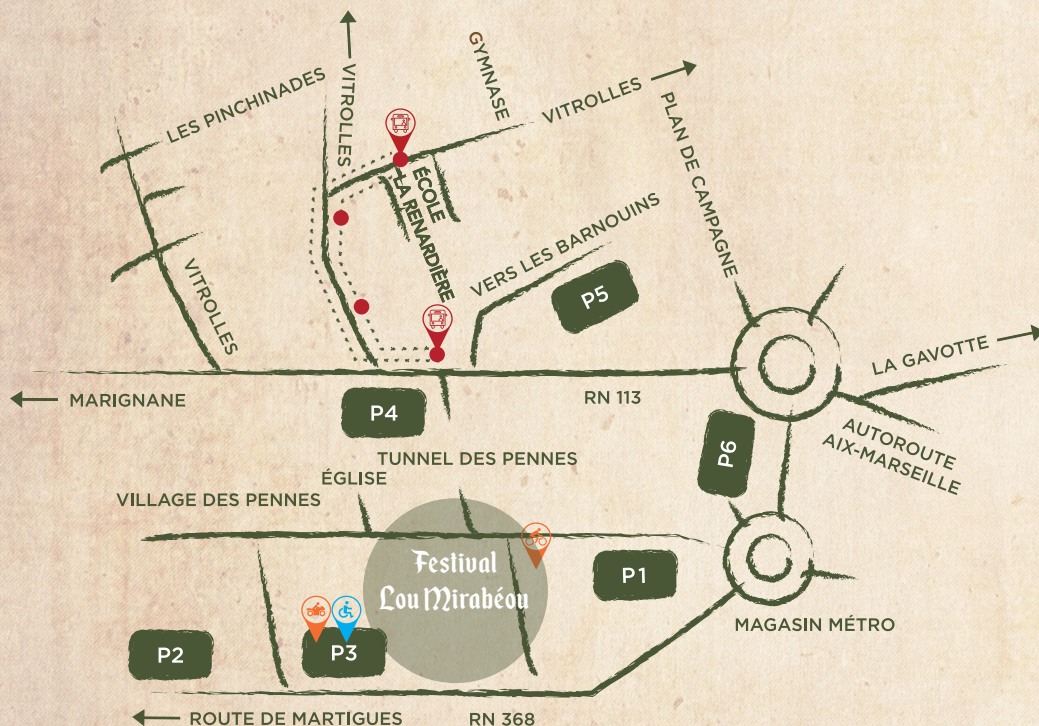 GYMNASE
LES PINCHINADES
VITROLLES
VITROLLES
PLAN DE CAMPAGNE
ÉCOLE
LA RENARDIÈRE
VERS LES BARNOUINS
VITROLLES
P5
LA GAVOTTE
MARIGNANE
RN 113
P4
AUTOROUTE
AIX-MARSEILLE
P6
TUNNEL DES PENNES
ÉGLISE
VILLAGE DES PENNES
Festival
Lou Mirabéou
P1
MAGASIN MÉTRO
P2
P3
ROUTE DE MARTIGUES
RN 368